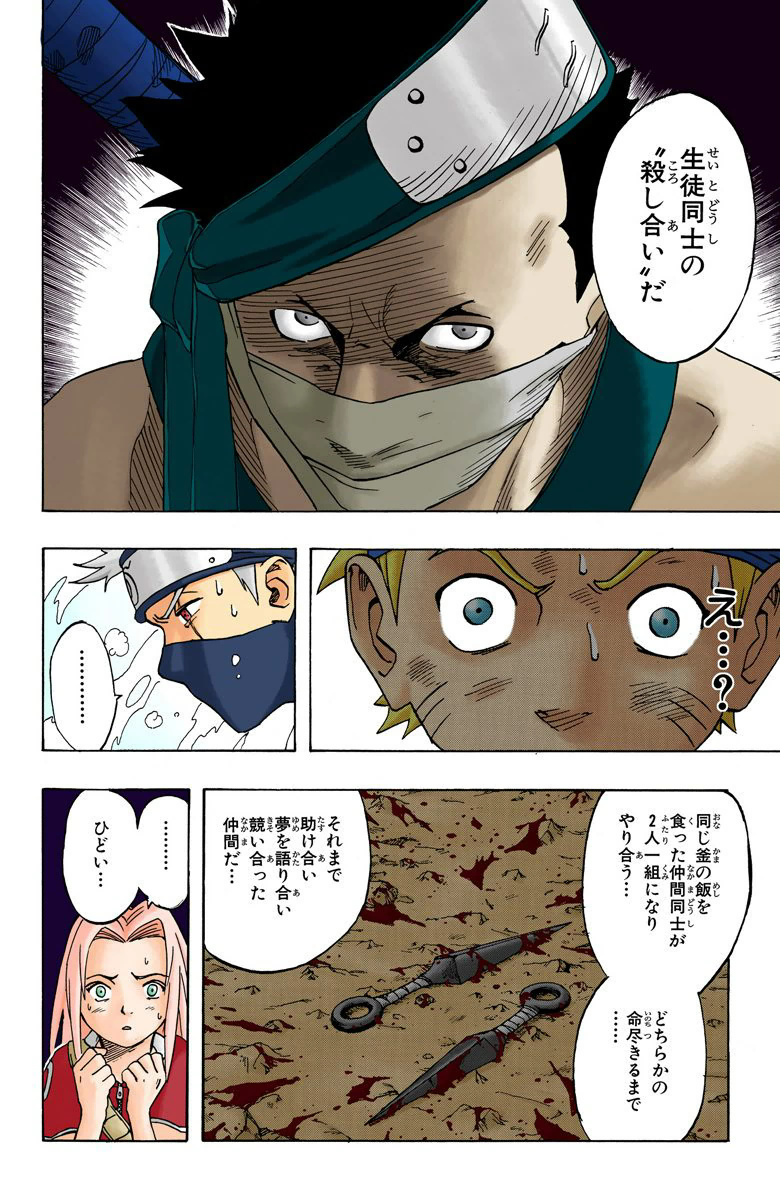 生徒同士の
〝殺し合い〟だ
え……?
…………
同じ釜の飯を
食った仲間同士が
2人一組になり
やり合う…
どちらかの
命尽きるまで
……
それまで
助け合い
夢を語り合い
競い合った
仲間だ…
………
ひどい…